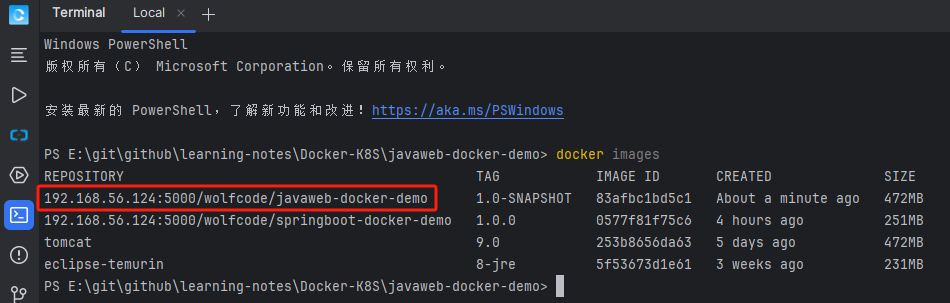 Terminal Local
Windows PowerShell
版权所有（C） Microsoft Corporation。保留所有权利。
安装最新的 PowerShell，了解新功能和改进！https://aka.ms/PSWindows
PS E:\git\github\learning-notes\Docker-K8S\javaweb-docker-demo> docker images
REPOSITORY TAG IMAGE ID CREATED SIZE
192.168.56.124:5000/wolfcode/javaweb-docker-demo 1.0-SNAPSHOT 83afbc1bd5c1 About a minute ago 472MB
192.168.56.124:5000/wolfcode/springboot-docker-demo 1.0.0 0577f81f75c6 4 hours ago 251MB
tomcat 9.0 253b8656da63 5 days ago 472MB
eclipse-temurin 8-jre 5f53673d1e61 3 weeks ago 231MB
PS E:\git\github\learning-notes\Docker-K8S\javaweb-docker-demo>